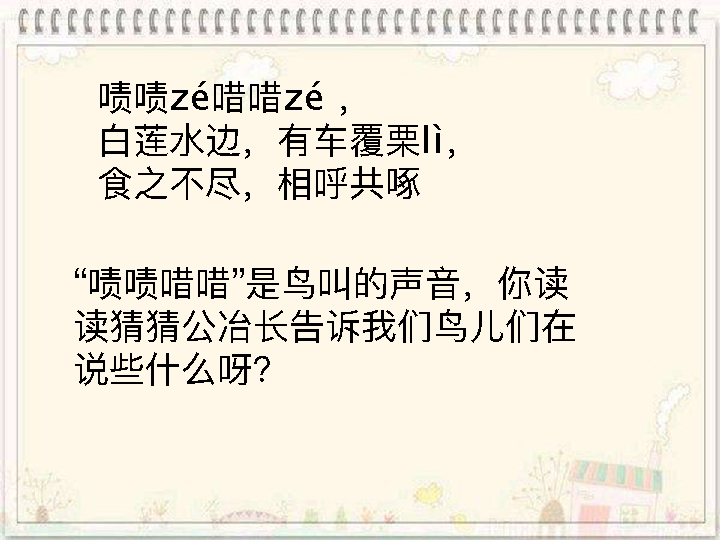 啧啧zé唶唶zé ，
白莲水边，有车覆栗lì，
食之不尽，相呼共啄
“啧啧唶唶”是鸟叫的声音，你读
读猜猜公冶长告诉我们鸟儿们在
说些什么呀？